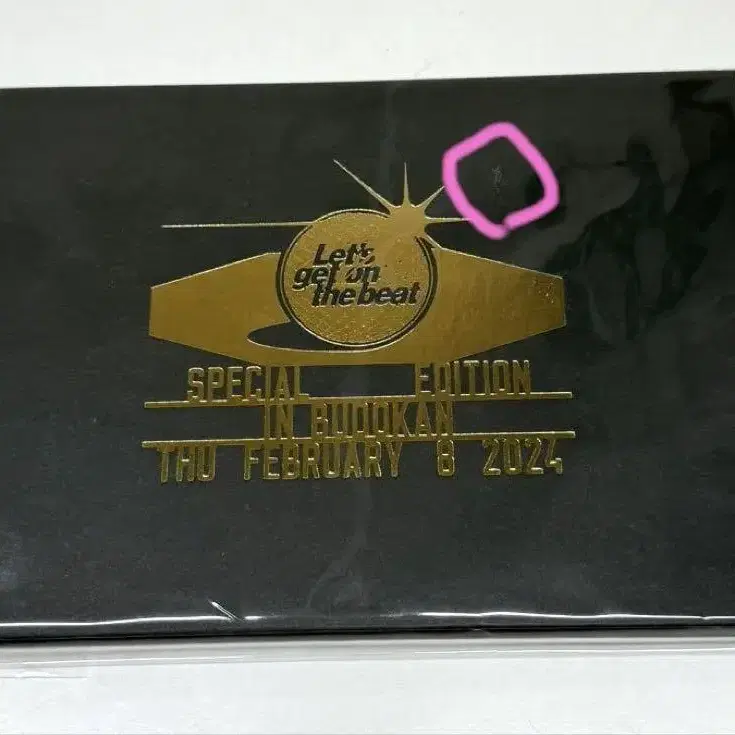 Let's
get on
the beat
SPECIAL EDITION
IN BUDOKAN
THU FEBRUARY 8 2024